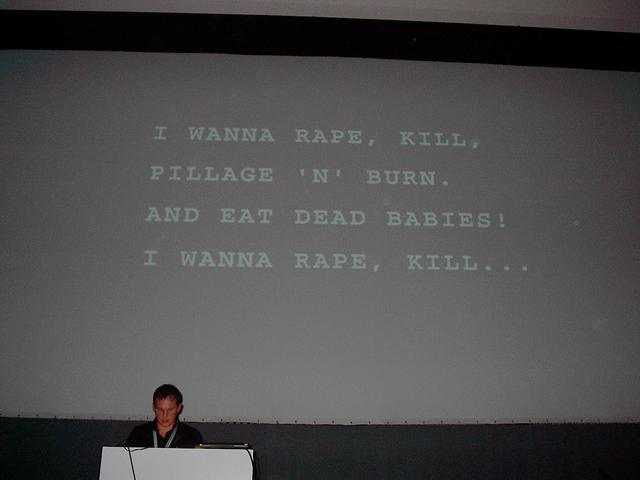 I WANNA RAPE, KILL,
PILLAGE 'N' BURN.
AND EAT DEAD BABIES!
I WANNA RAPE, KILL...